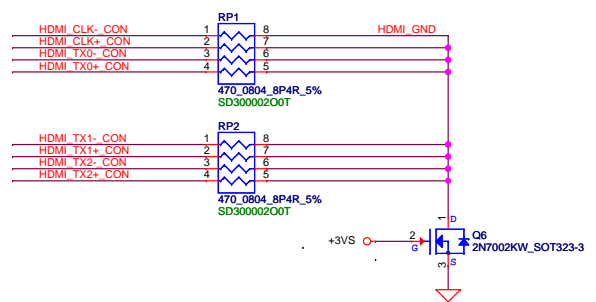 RP1
HDMI_CLK-_CON 1 8 HDMI_GND
HDMI_CLK+_CON 2 7
HDMI_TX0-_CON 3 6
HDMI_TX0+_CON 4 5
470_0804_8P4R_5%
SD300002O0T
RP2
HDMI_TX1-_CON 1 8
HDMI_TX1+_CON 2 7
HDMI_TX2-_CON 3 6
HDMI_TX2+_CON 4 5
470_0804_8P4R_5%
SD300002O0T
1 D
+3VS 2 G Q6
2N7002KW_SOT323-3
3 S